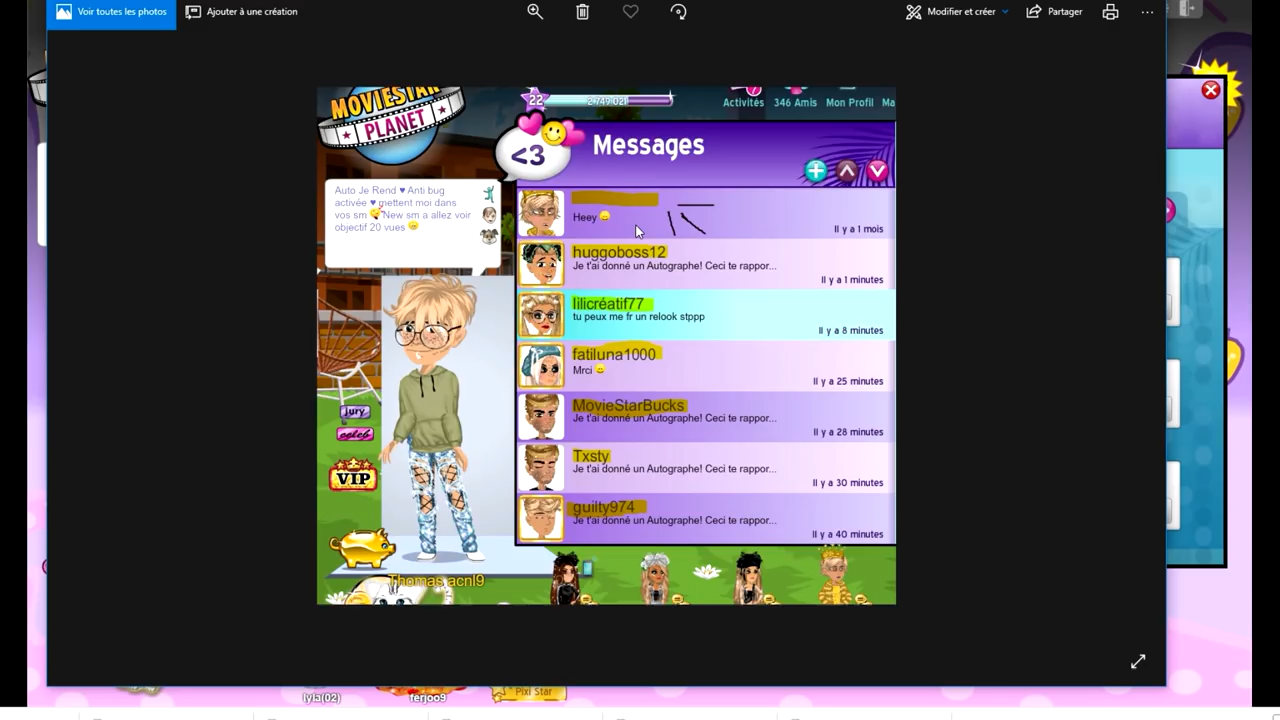 Voir toutes les photos
Ajouter à une création
Modifier et créer
Partager
MOVIESTAR
PLANET
22
2 749 021
Activités
346 Amis
Mon Profil
Ma
<3
Messages
Auto Je Rend ♥ Anti bug
activée ♥ mettent moi dans
vos sm New sm a allez voir
objectif 20 vues
Heey
Il y a 1 mois
huggoboss12
Je t'ai donné un Autographe! Ceci te rappor...
Il y a 1 minutes
lilicréatif77
tu peux me fr un relook stppp
Il y a 8 minutes
fatiluna1000
Mrci
Il y a 25 minutes
MovieStarBucks
Je t'ai donné un Autographe! Ceci te rappor...
Il y a 28 minutes
Txsty
Je t'ai donné un Autographe! Ceci te rappor...
Il y a 30 minutes
guilty974
Je t'ai donné un Autographe! Ceci te rappor...
Il y a 40 minutes
jury
celeb
VIP
Thomas acnl9
lyla(02)
ferjoo9
Pixi Star